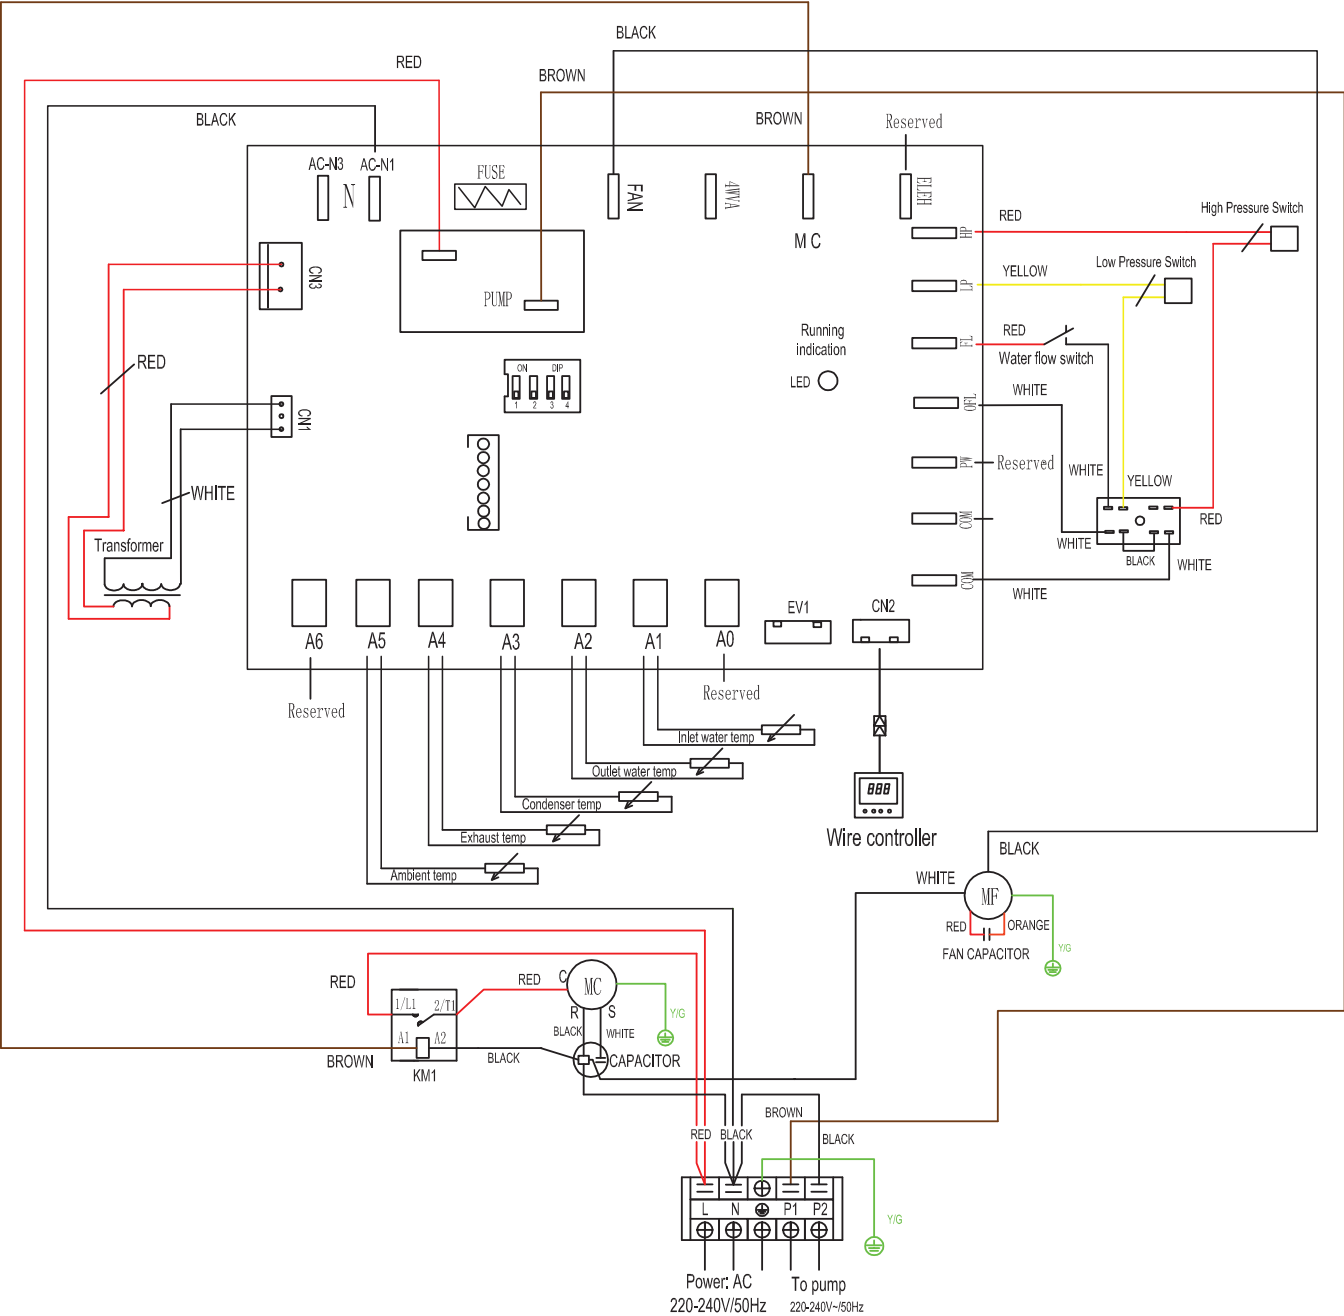 BLACK
RED
BROWN
BLACK
BROWN
Reserved
AC-N3
AC-N1
N
FUSE
FAN
4WVA
M C
ELEH
RED
HP
High Pressure Switch
CN3
PUMP
YELLOW
LP
Low Pressure Switch
Running
indication
LED
RED
FL
Water flow switch
RED
ON DIP
1 2 3 4
WHITE
OFL
CN1
PW
Reserved
WHITE
YELLOW
WHITE
COM
RED
WHITE
BLACK
WHITE
Transformer
COM
WHITE
A6
A5
A4
A3
A2
A1
A0
EV1
CN2
Reserved
Reserved
Inlet water temp
Outlet water temp
Condenser temp
Exhaust temp
Ambient temp
888
Wire controller
BLACK
WHITE
MF
RED
ORANGE
FAN CAPACITOR
Y/G
RED
RED
C
MC
R
S
Y/G
1/L1
2/T1
A1
A2
BLACK
WHITE
BROWN
BLACK
CAPACITOR
KM1
BROWN
RED
BLACK
BLACK
L
N
P1
P2
Y/G
Power: AC
220-240V/50Hz
To pump
220-240V~/50Hz